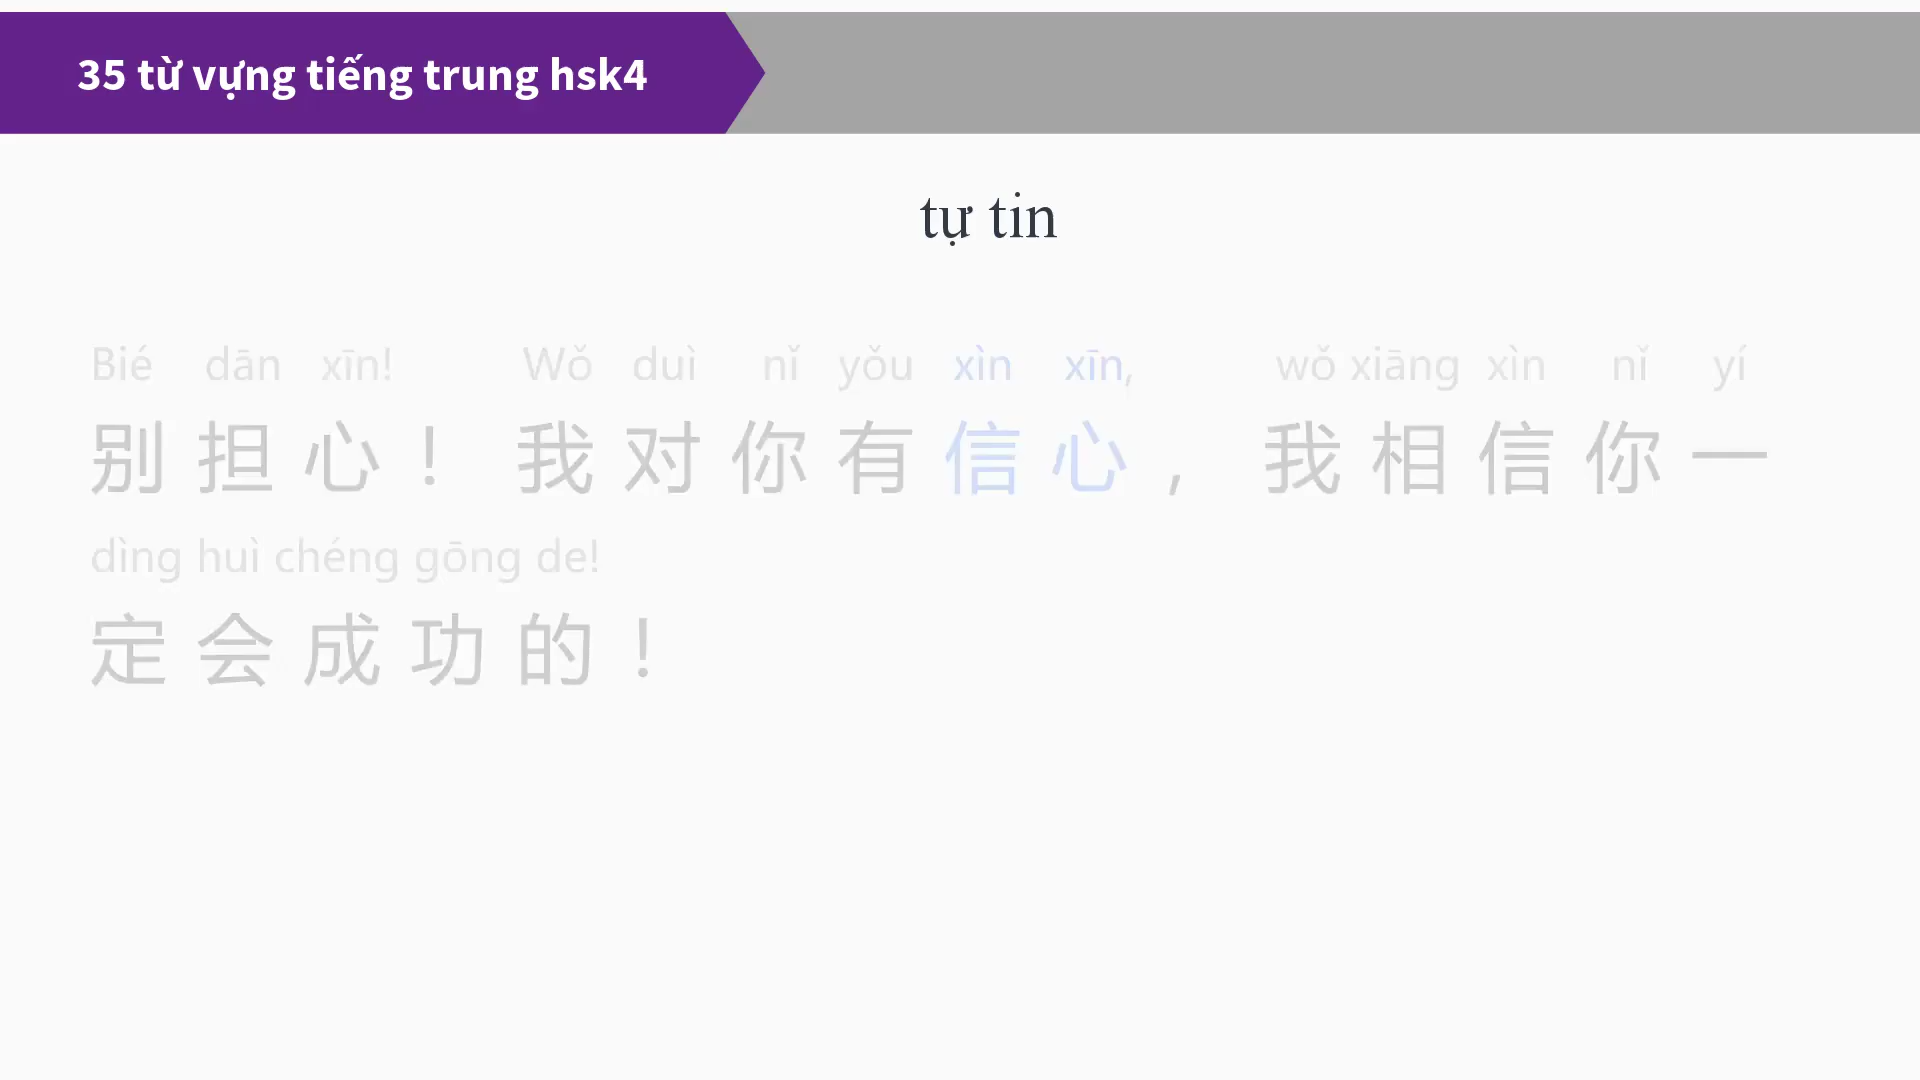 35 từ vựng tiếng trung hsk4
tự tin
Bié dān xīn! Wǒ duì nǐ yǒu xìn xīn, wǒ xiāng xìn nǐ yí
别担心！我对你有信心，我相信你一
dìng huì chéng gōng de!
定会成功的！